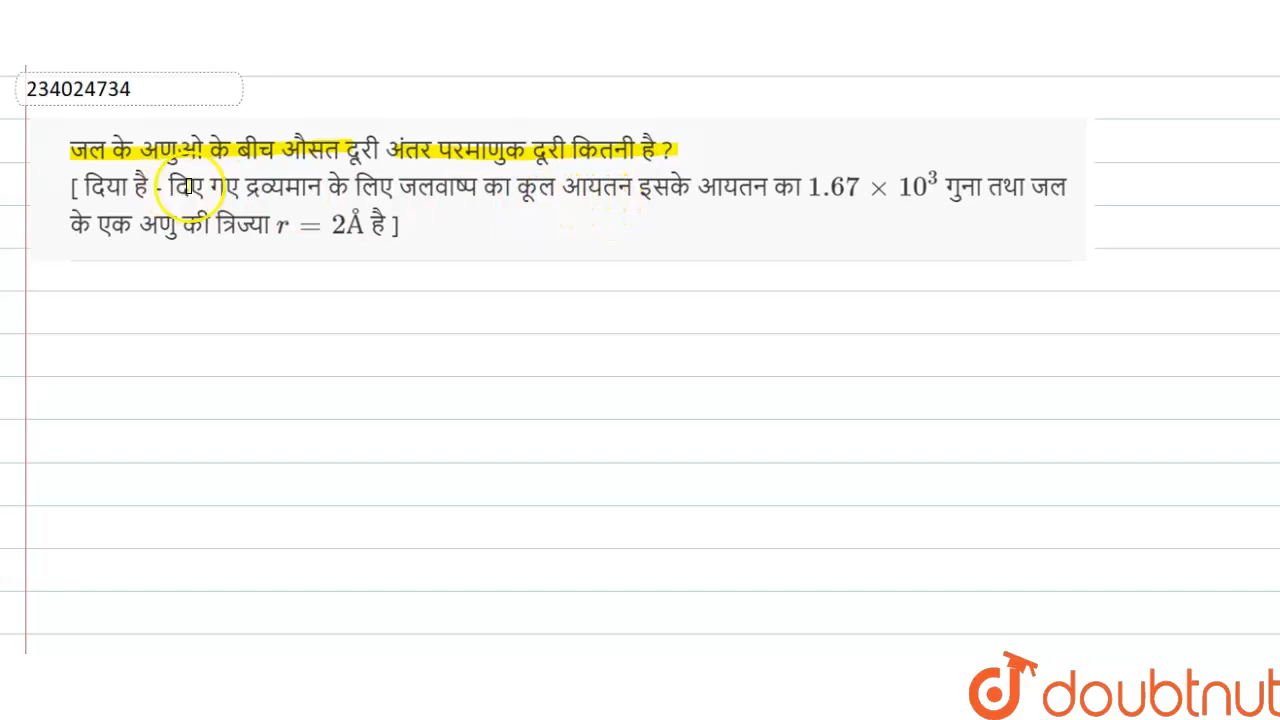 234024734
जल के अणुओ के बीच औसत दूरी अंतर परमाणुक दूरी कितनी है ?
[ दिया है - दिए गए द्रव्यमान के लिए जलवाष्प का कूल आयतन इसके आयतन का 1.67 × 10³ गुना तथा जल
के एक अणु की त्रिज्या r = 2Å है ]
doubtnut